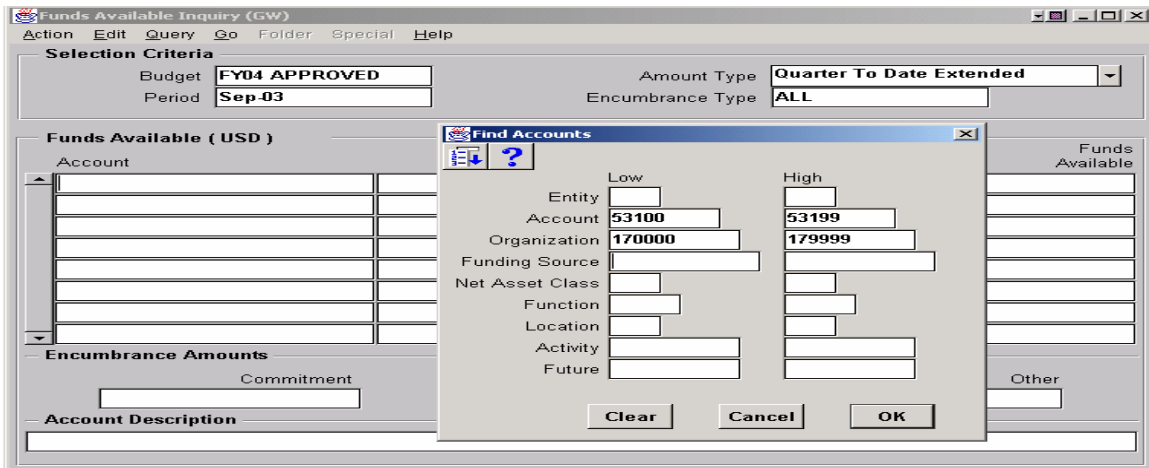 Funds Available Inquiry (GW)
Action Edit Query Go Folder Special Help
Selection Criteria
Budget FY04 APPROVED
Amount Type Quarter To Date Extended
Period Sep-03
Encumbrance Type ALL
Funds Available ( USD )
Account
Funds
Available
Find Accounts
?
Low High
Entity
Account 53100 53199
Organization 170000 179999
Funding Source
Net Asset Class
Function
Location
Activity
Future
Clear Cancel OK
Encumbrance Amounts
Commitment
Other
Account Description